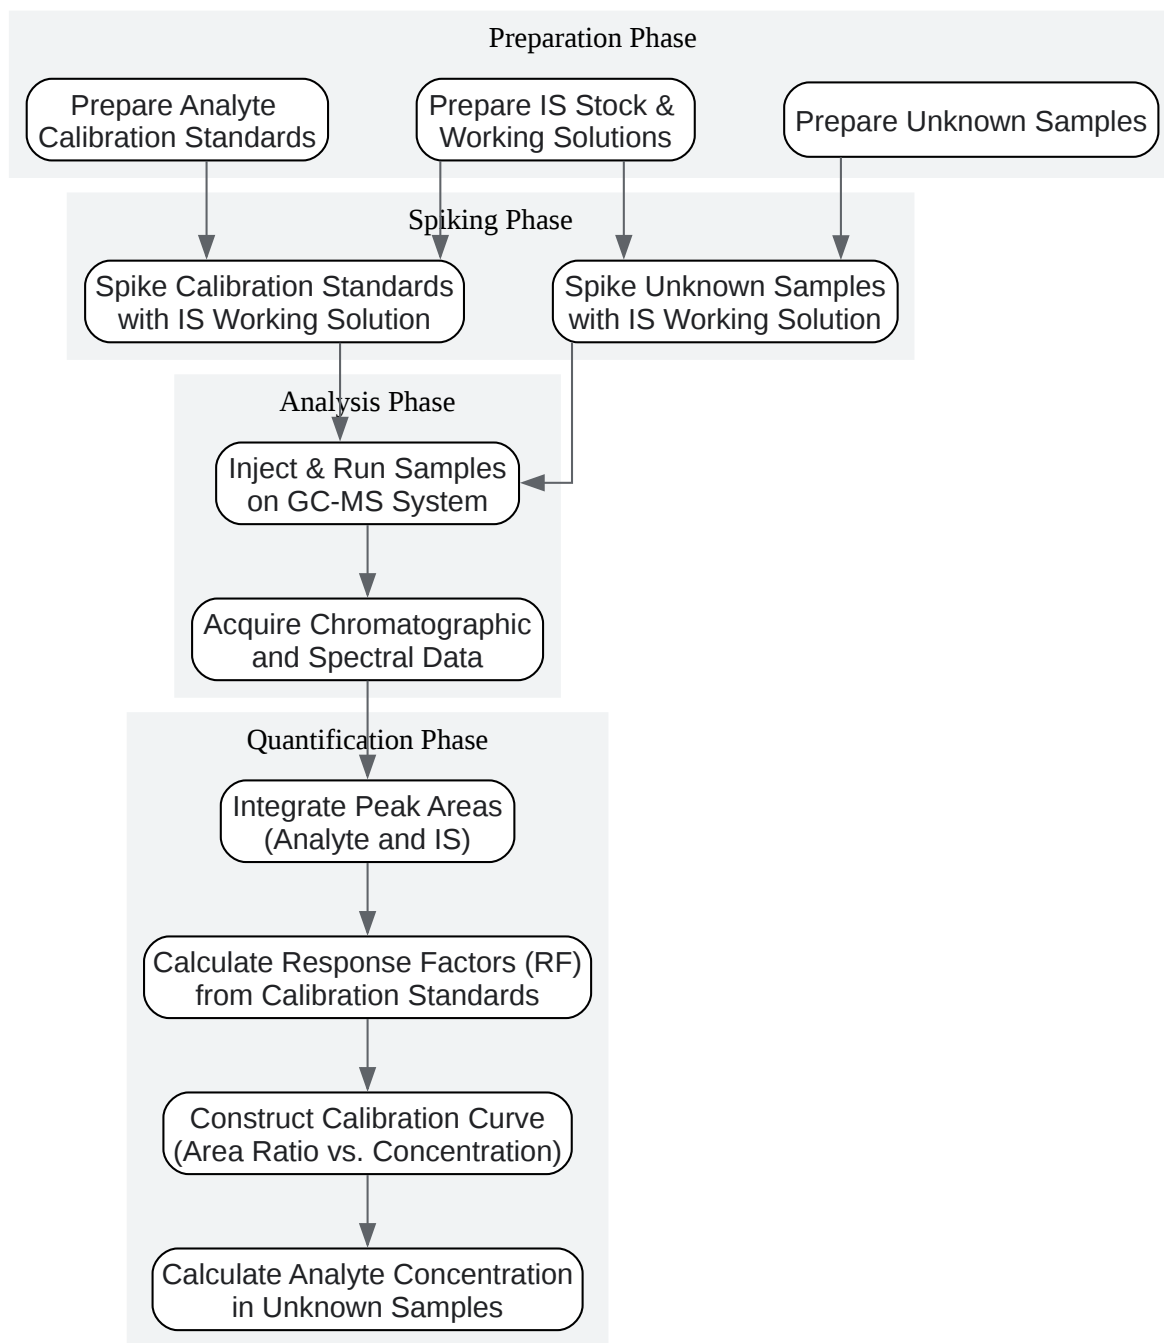 Preparation Phase
Prepare Analyte
Calibration Standards
Prepare IS Stock &
Working Solutions
Prepare Unknown Samples
Spiking Phase
Spike Calibration Standards
with IS Working Solution
Spike Unknown Samples
with IS Working Solution
Analysis Phase
Inject & Run Samples
on GC-MS System
Acquire Chromatographic
and Spectral Data
Quantification Phase
Integrate Peak Areas
(Analyte and IS)
Calculate Response Factors (RF)
from Calibration Standards
Construct Calibration Curve
(Area Ratio vs. Concentration)
Calculate Analyte Concentration
in Unknown Samples